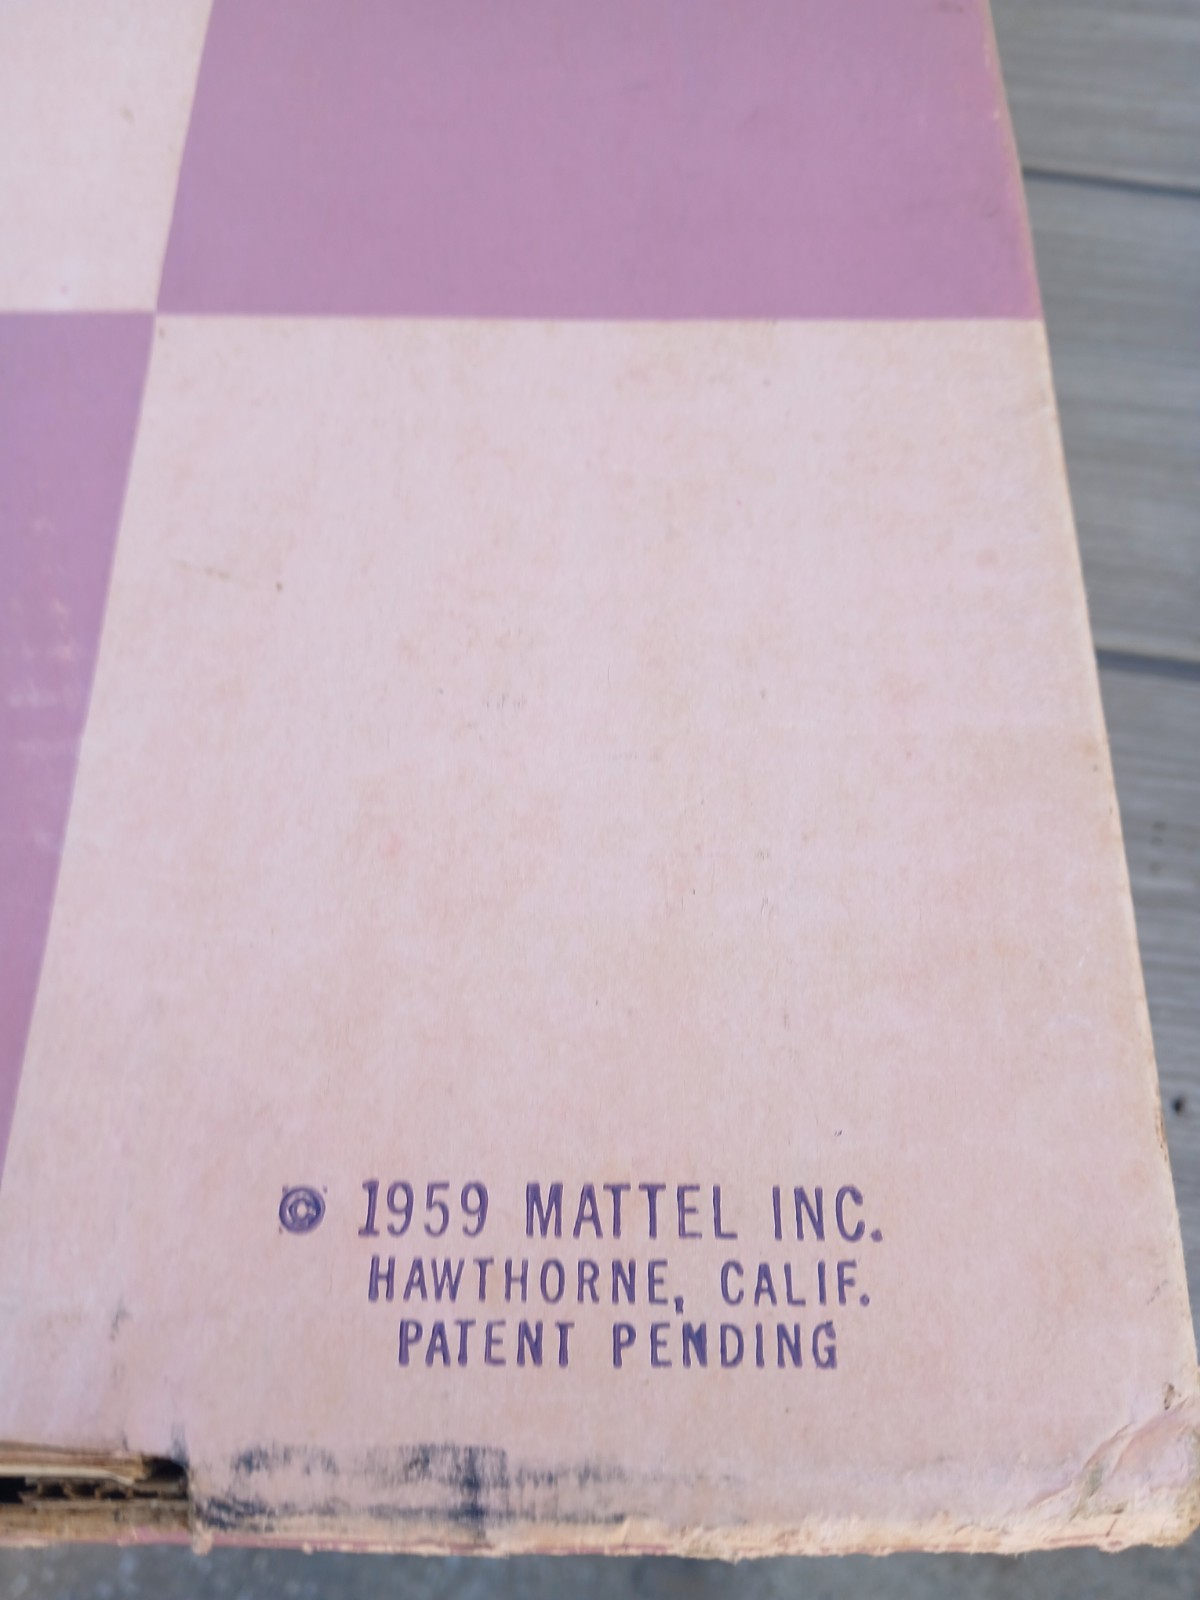 © 1959 MATTEL INC.
HAWTHORNE, CALIF.
PATENT PENDING